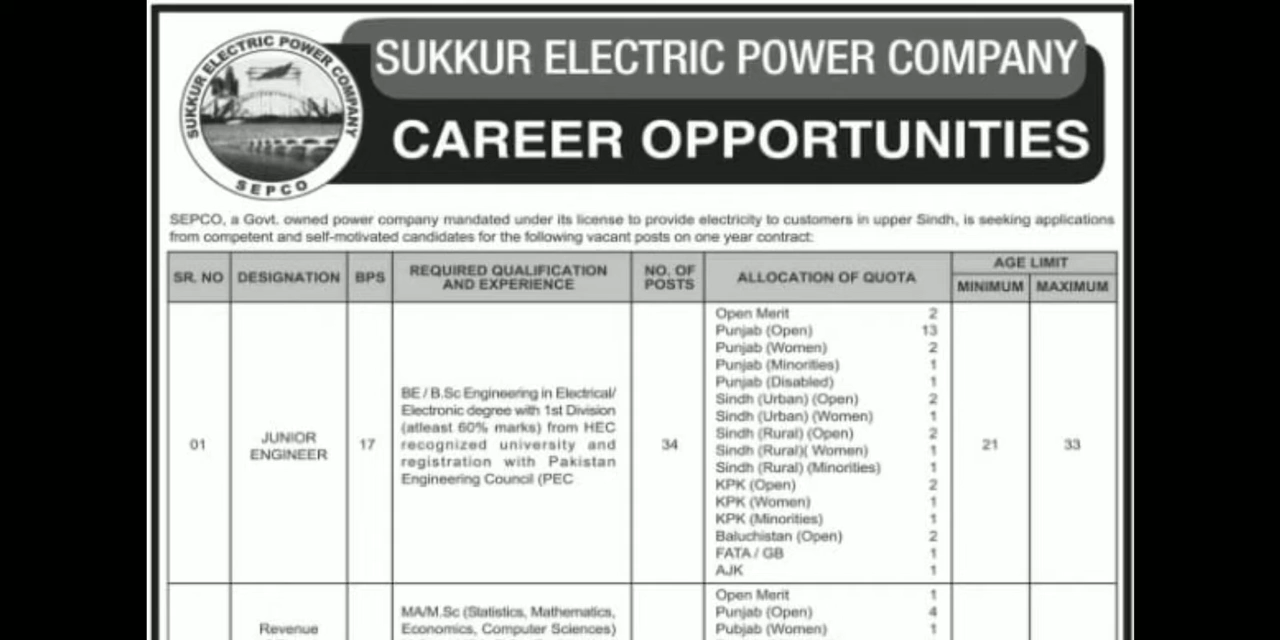 SUKKUR ELECTRIC POWER COMPANY
SEPCO
SUKKUR ELECTRIC POWER COMPANY
CAREER OPPORTUNITIES
SEPCO, a Govt. owned power company mandated under its license to provide electricity to customers in upper Sindh, is seeking applications
from competent and self-motivated candidates for the following vacant posts on one year contract:
SR. NO DESIGNATION BPS REQUIRED QUALIFICATION AND EXPERIENCE NO. OF POSTS ALLOCATION OF QUOTA AGE LIMIT
MINIMUM MAXIMUM
01 JUNIOR ENGINEER 17
BE / B.Sc Engineering in Electrical/
Electronic degree with 1st Division
(atleast 60% marks) from HEC
recognized university and
registration with Pakistan
Engineering Council (PEC
34
Open Merit 2
Punjab (Open) 13
Punjab (Women) 2
Punjab (Minorities) 1
Punjab (Disabled) 1
Sindh (Urban) (Open) 2
Sindh (Urban) (Women) 1
Sindh (Rural) (Open) 2
Sindh (Rural)( Women) 1
Sindh (Rural) (Minorities) 1
KPK (Open) 2
KPK (Women) 1
KPK (Minorities) 1
Baluchistan (Open) 2
FATA / GB 1
AJK 1
21 33
Revenue
MA/M.Sc (Statistics, Mathematics,
Economics, Computer Sciences)
Open Merit 1
Punjab (Open) 4
Pubjab (Women) 1